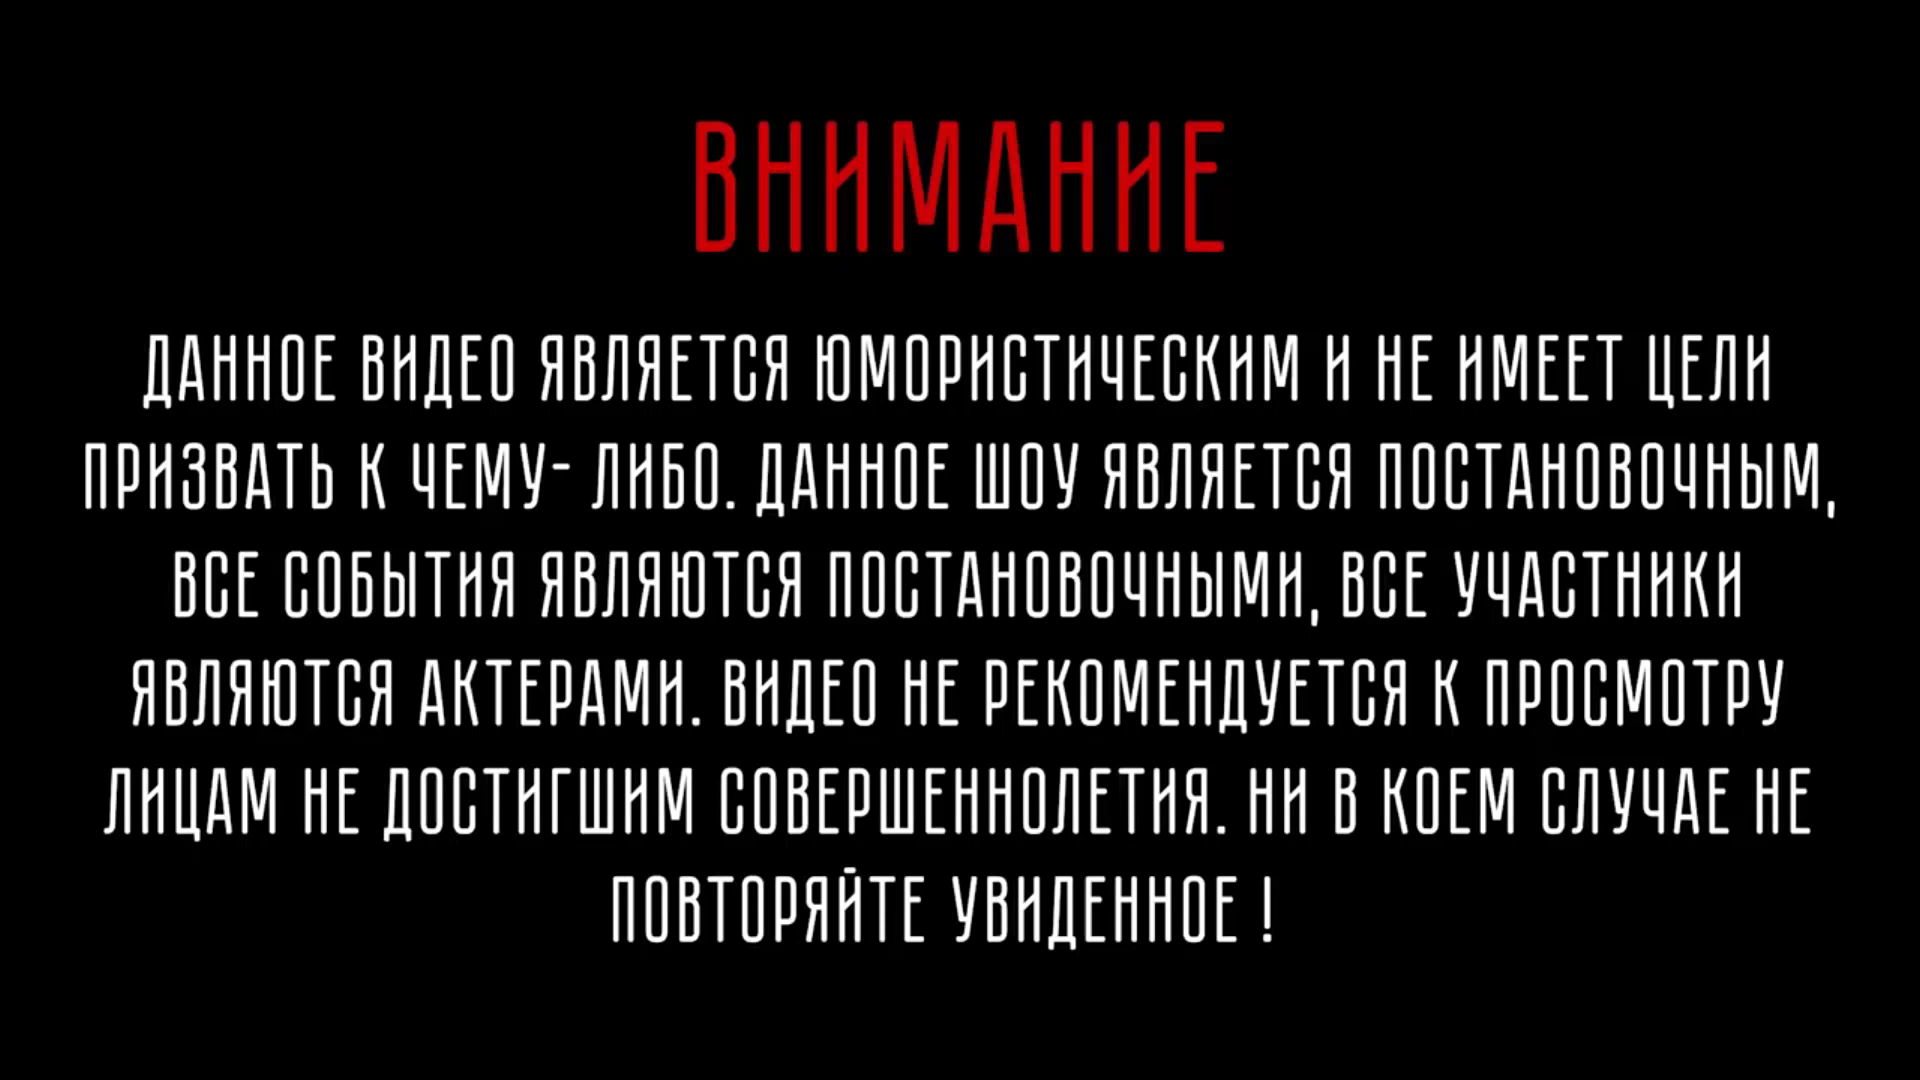 ВНИМАНИЕ
ДАННОЕ ВИДЕО ЯВЛЯЕТСЯ ЮМОРИСТИЧЕСКИМ И НЕ ИМЕЕТ ЦЕЛИ
ПРИЗВАТЬ К ЧЕМУ- ЛИБО. ДАННОЕ ШОУ ЯВЛЯЕТСЯ ПОСТАНОВОЧНЫМ,
ВСЕ СОБЫТИЯ ЯВЛЯЮТСЯ ПОСТАНОВОЧНЫМИ, ВСЕ УЧАСТНИКИ
ЯВЛЯЮТСЯ АКТЕРАМИ. ВИДЕО НЕ РЕКОМЕНДУЕТСЯ К ПРОСМОТРУ
ЛИЦАМ НЕ ДОСТИГШИМ СОВЕРШЕННОЛЕТИЯ. НИ В КОЕМ СЛУЧАЕ НЕ
ПОВТОРЯЙТЕ УВИДЕННОЕ !